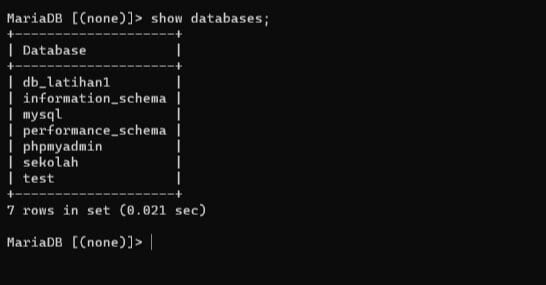 MariaDB [(none)]> show databases;
+--------------------+
| Database           |
+--------------------+
| db_latihan1        |
| information_schema |
| mysql              |
| performance_schema |
| phpmyadmin         |
| sekolah            |
| test               |
+--------------------+
7 rows in set (0.021 sec)

MariaDB [(none)]> |